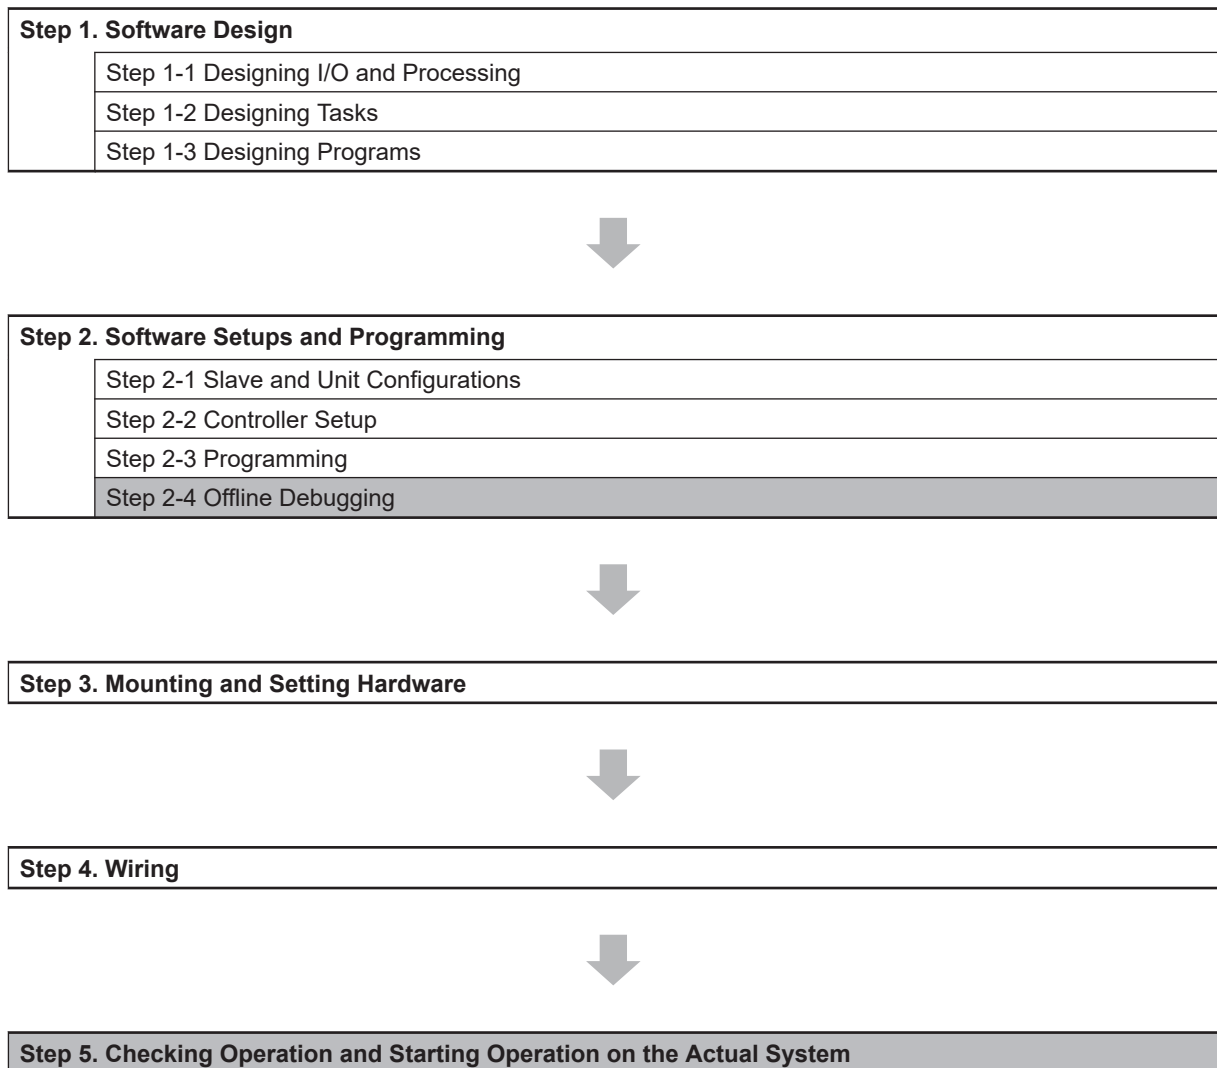 Step 1. Software Design
Step 1-1 Designing I/O and Processing
Step 1-2 Designing Tasks
Step 1-3 Designing Programs
Step 2. Software Setups and Programming
Step 2-1 Slave and Unit Configurations
Step 2-2 Controller Setup
Step 2-3 Programming
Step 2-4 Offline Debugging
Step 3. Mounting and Setting Hardware
Step 4. Wiring
Step 5. Checking Operation and Starting Operation on the Actual System